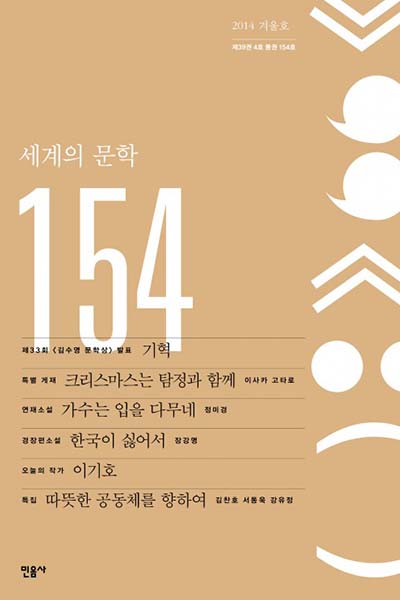 2014 겨울호
제39권 4호 통권 154호
세계의 문학
154
제33회 〈김수영 문학상〉 발표 기혁
특별 게재 크리스마스는 탐정과 함께 이사카 고타로
연재소설 가수는 입을 다무네 정미경
경장편소설 한국이 싫어서 장강명
오늘의 작가 이기호
특집 따뜻한 공동체를 향하여 김찬호 서동욱 강유정
민음사